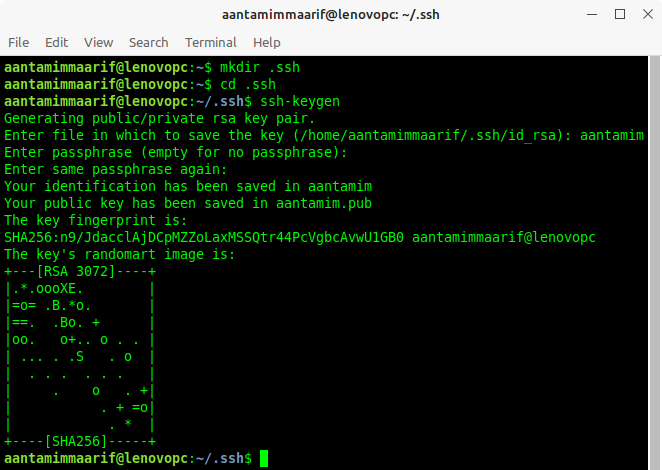 aantamimmaarif@lenovopc: ~/.ssh
File Edit View Search Terminal Help
aantamimmaarif@lenovopc:~$ mkdir .ssh
aantamimmaarif@lenovopc:~$ cd .ssh
aantamimmaarif@lenovopc:~/.ssh$ ssh-keygen
Generating public/private rsa key pair.
Enter file in which to save the key (/home/aantamimmaarif/.ssh/id_rsa): aantamim
Enter passphrase (empty for no passphrase):
Enter same passphrase again:
Your identification has been saved in aantamim
Your public key has been saved in aantamim.pub
The key fingerprint is:
SHA256:n9/JdacclAjDCpMZZoLaxMSSQtr44PcVgbcAvwU1GB0 aantamimmaarif@lenovopc
The key's randomart image is:
+---[RSA 3072]----+
|.*.oooXE.        |
|=o= .B.*o.       |
|==.  .Bo. +      |
|oo.   o+.. o . . |
| ... . .S   . o  |
|  . . .  . . .   |
|     .    o   . +|
|           . + =o|
|            . *  |
+----[SHA256]-----+
aantamimmaarif@lenovopc:~/.ssh$